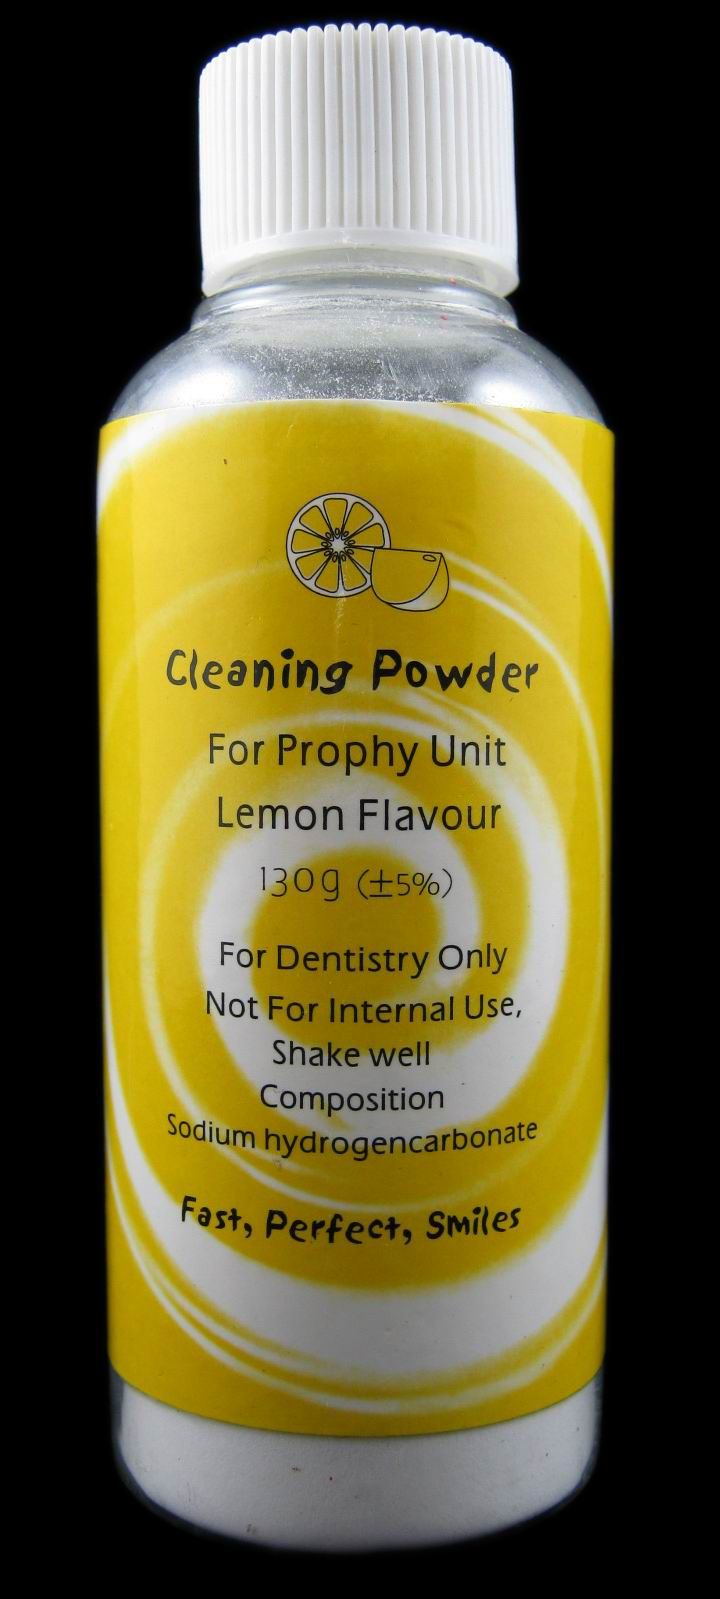 Cleaning Powder
For Prophy Unit
Lemon Flavour
130g (±5%)
For Dentistry Only
Not For Internal Use,
Shake well
Composition
Sodium hydrogencarbonate
Fast, Perfect, Smiles